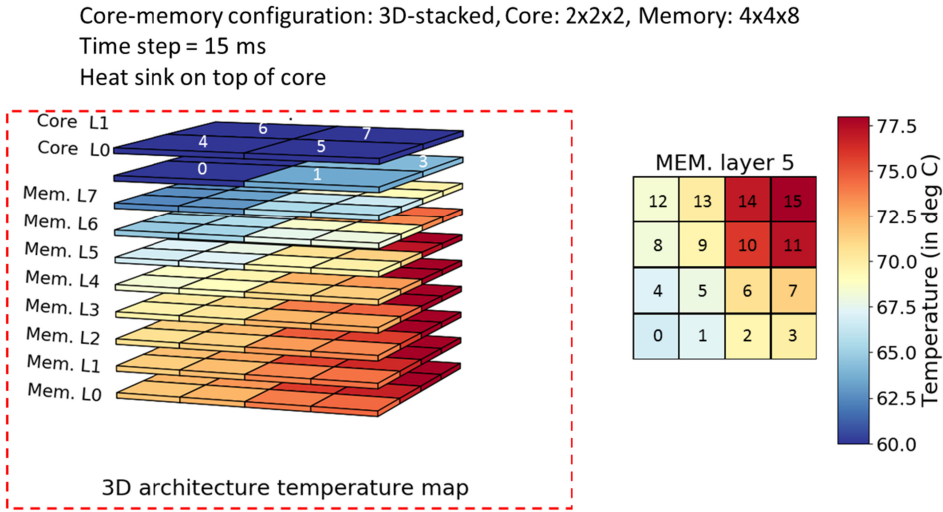 Core-memory configuration: 3D-stacked, Core: 2x2x2, Memory: 4x4x8
Time step = 15 ms
Heat sink on top of core
Core L1
Core L0
Mem. L7
Mem. L6
Mem. L5
Mem. L4
Mem. L3
Mem. L2
Mem. L1
Mem. L0
6 7
4 5
3
0 1
3D architecture temperature map
MEM. layer 5
12 13 14 15
8 9 10 11
4 5 6 7
0 1 2 3
77.5
75.0
72.5
70.0
67.5
65.0
62.5
60.0
Temperature (in deg C)